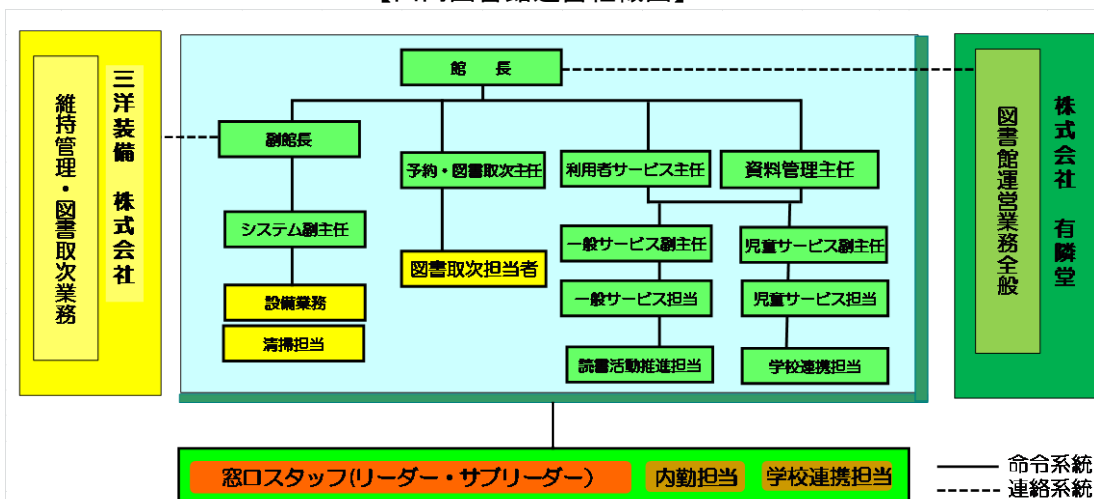 館　長
副館長
予約・図書取次主任
利用者サービス主任
資料管理主任
システム副主任
図書取次担当者
一般サービス副主任
児童サービス副主任
設備業務
一般サービス担当
児童サービス担当
清掃担当
読書活動推進担当
学校連携担当
三洋装備　株式会社
維持管理・図書取次業務
株式会社　有隣堂
図書館運営業務全般
窓口スタッフ(リーダー・サブリーダー)
内勤担当
学校連携担当
命令系統
連絡系統